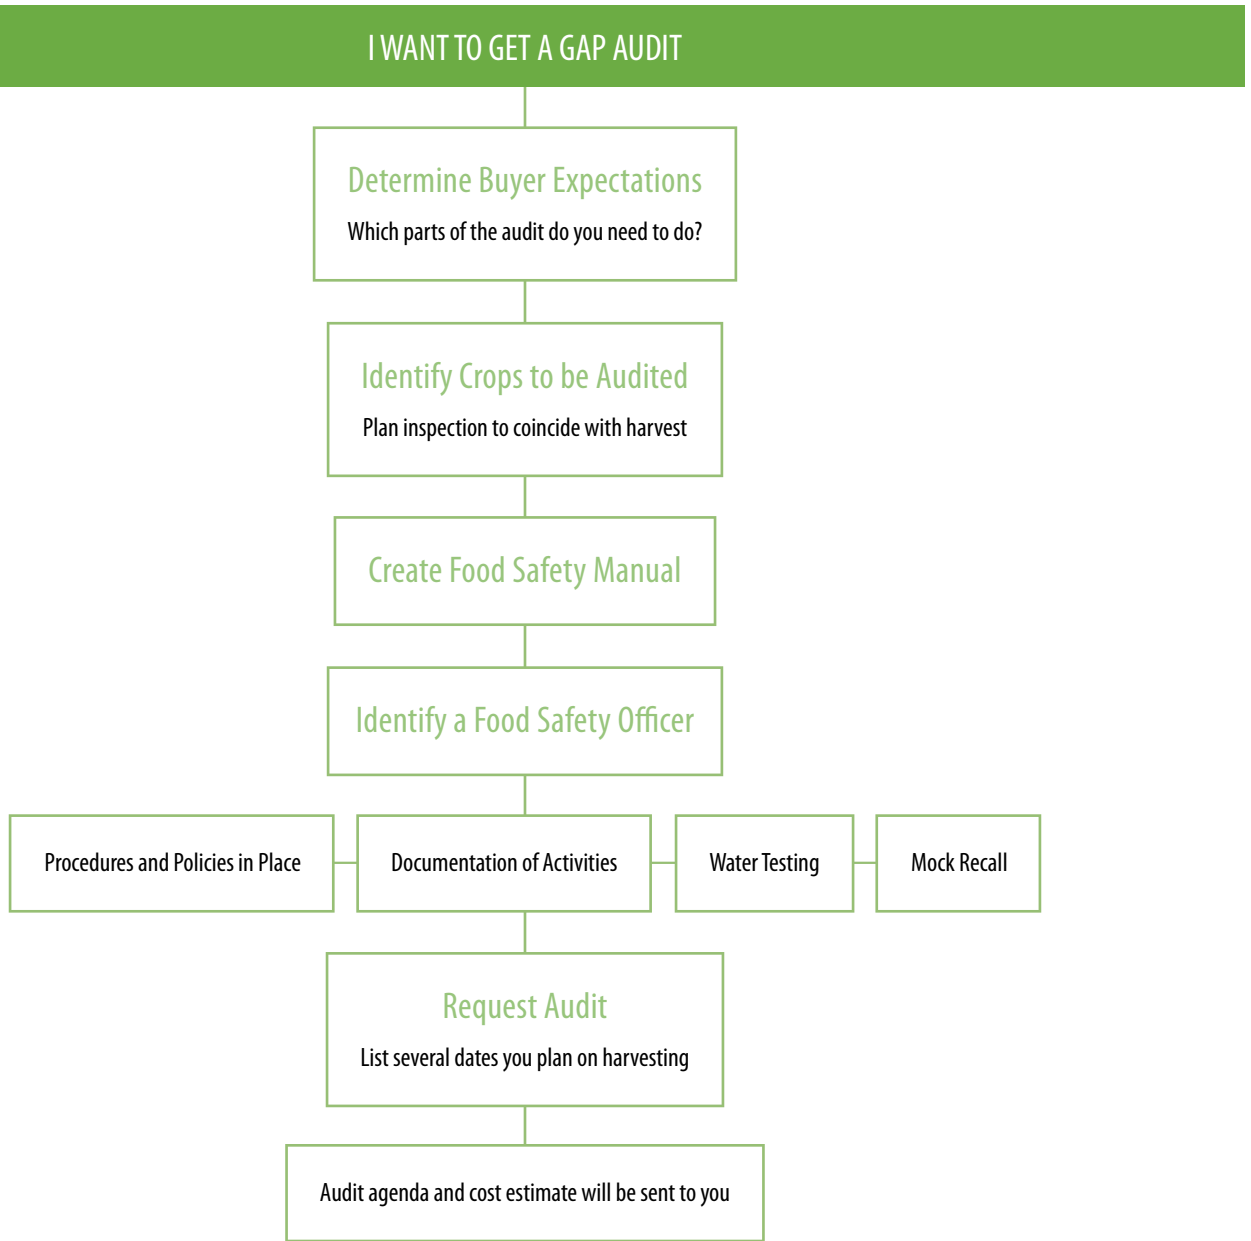 I WANT TO GET A GAP AUDIT
Determine Buyer Expectations
Which parts of the audit do you need to do?
Identify Crops to be Audited
Plan inspection to coincide with harvest
Create Food Safety Manual
Identify a Food Safety Officer
Procedures and Policies in Place
Documentation of Activities
Water Testing
Mock Recall
Request Audit
List several dates you plan on harvesting
Audit agenda and cost estimate will be sent to you